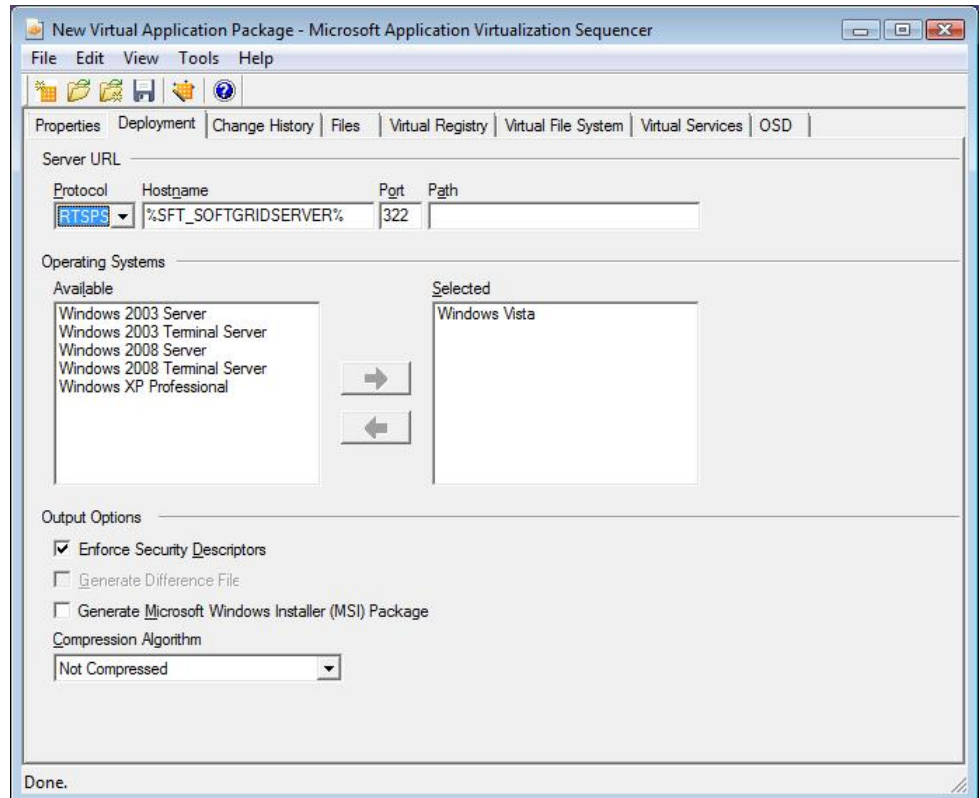 New Virtual Application Package - Microsoft Application Virtualization Sequencer
File Edit View Tools Help
Properties Deployment Change History Files Virtual Registry Virtual File System Virtual Services OSD
Server URL
Protocol Hostname Port Path
RTSPS %SFT_SOFTGRIDSERVER% 322
Operating Systems
Available Selected
Windows 2003 Server Windows Vista
Windows 2003 Terminal Server
Windows 2008 Server
Windows 2008 Terminal Server
Windows XP Professional
Output Options
Enforce Security Descriptors
Generate Difference File
Generate Microsoft Windows Installer (MSI) Package
Compression Algorithm
Not Compressed
Done.